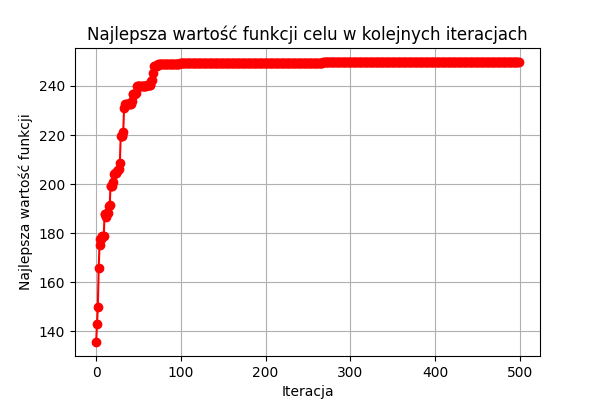 Najlepsza wartość funkcji celu w kolejnych iteracjach
Najlepsza wartość funkcji
240
220
200
180
160
140
0 100 200 300 400 500
Iteracja